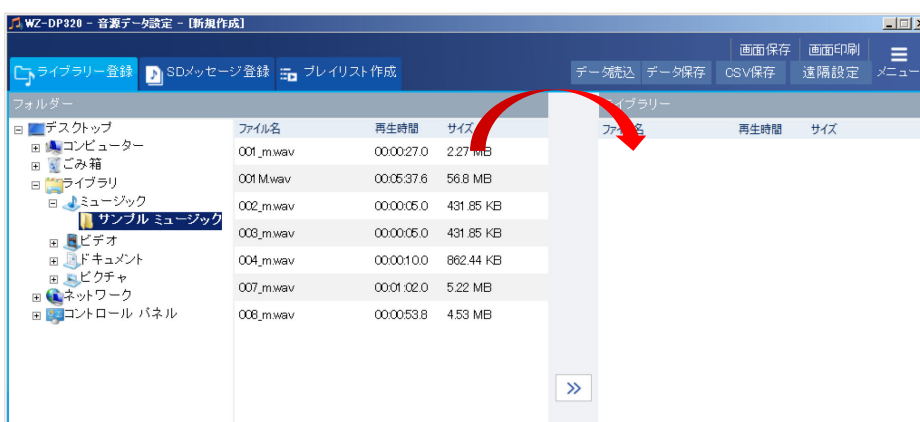 WZ-DP320 - 音源データ設定 - [新規作成]
画面保存 画面印刷
ライブラリー登録 SDメッセージ登録 プレイリスト作成 データ読込 データ保存 CSV保存 遠隔設定 メニュー
フォルダー イブラリー
デスクトップ
コンピューター
ごみ箱
ライブラリ
ミュージック
サンプル ミュージック
ビデオ
ドキュメント
ピクチャ
ネットワーク
コントロール パネル
ファイル名 再生時間 サイズ
001_m.wav 00:00:27.0 2.27 MB
001 M.wav 00:05:37.6 56.8 MB
002_m.wav 00:00:05.0 431.85 KB
003_m.wav 00:00:05.0 431.85 KB
004_m.wav 00:00:10.0 862.44 KB
007_m.wav 00:01:02.0 5.22 MB
008_m.wav 00:00:53.8 4.53 MB
ファイル名 再生時間 サイズ